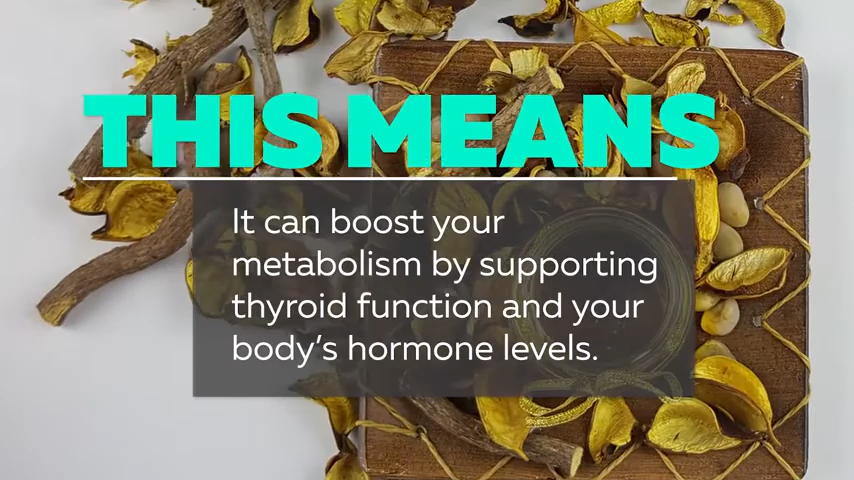 THIS MEANS
It can boost your
metabolism by supporting
thyroid function and your
body's hormone levels.